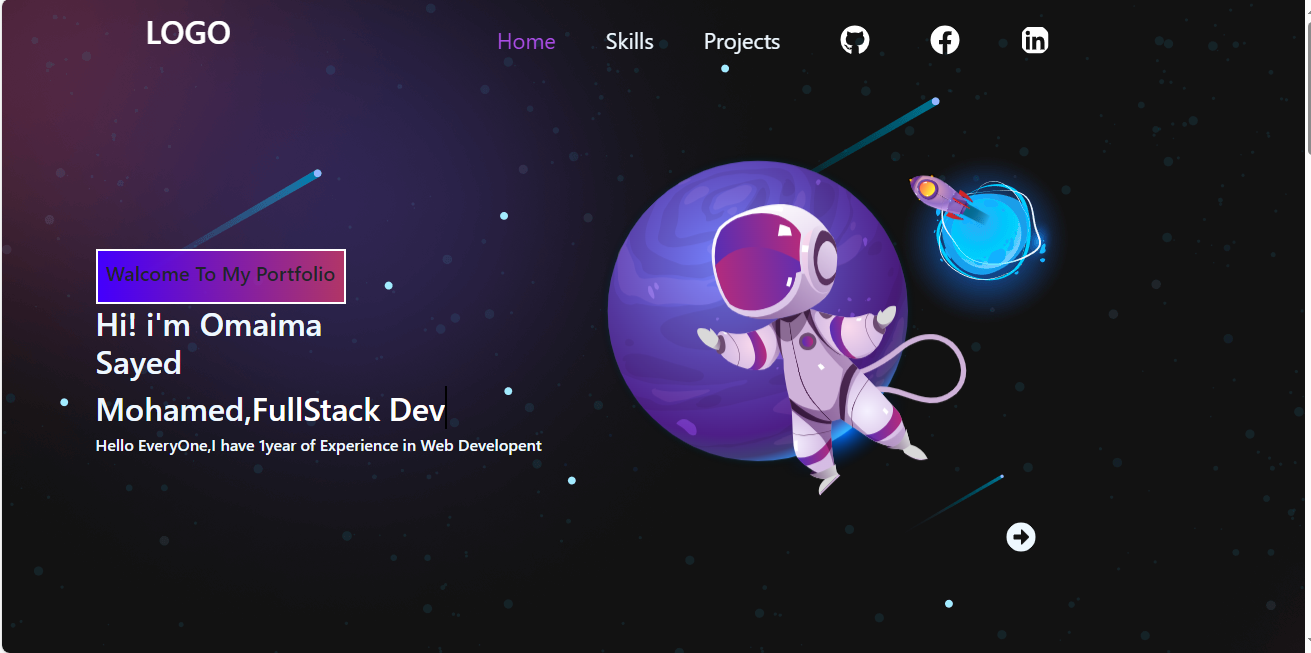 LOGO
Home Skills Projects
Walcome To My Portfolio
Hi! i'm Omaima
Sayed
Mohamed,FullStack Dev
Hello EveryOne,I have 1year of Experience in Web Developent